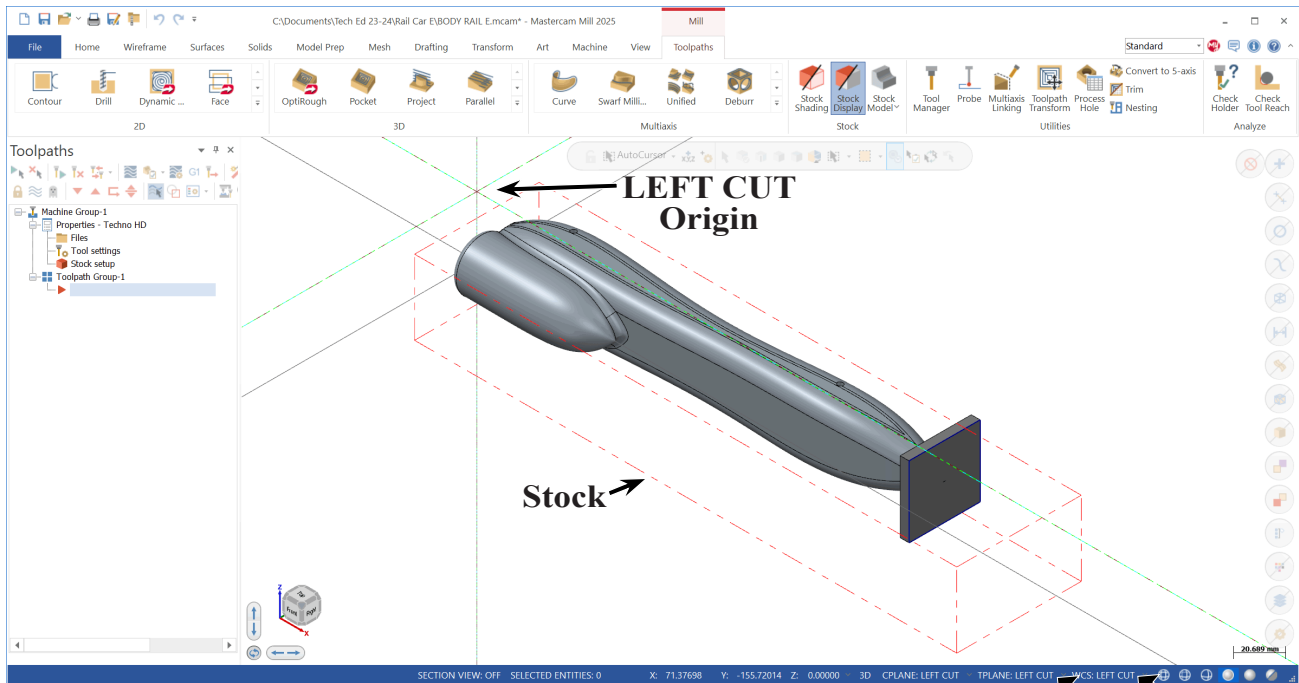 C:\Documents\Tech Ed 23-24\Rail Car E\BODY RAIL E.mcam* - Mastercam Mill 2025
Mill
File Home Wireframe Surfaces Solids Model Prep Mesh Drafting Transform Art Machine View Toolpaths
Standard
Contour Drill Dynamic ... Face
2D
OptiRough Pocket Project Parallel
3D
Curve Swarf Milli... Unified Deburr
Multiaxis
Stock Shading
Stock Display
Stock Model
Stock
Tool Manager
Probe
Multiaxis Linking
Toolpath Transform
Process Hole
Convert to 5-axis
Trim
Nesting
Utilities
Check Holder
Check Tool Reach
Analyze
Toolpaths
G1
Machine Group-1
Properties - Techno HD
Files
Tool settings
Stock setup
Toolpath Group-1
AutoCursor
LEFT CUT
Origin
Stock
Z
Top
Front
Right
X
20.689 mm
SECTION VIEW: OFF SELECTED ENTITIES: 0 X: 71.37698 Y: -155.72014 Z: 0.00000 3D CPLANE: LEFT CUT TPLANE: LEFT CUT WCS: LEFT CUT